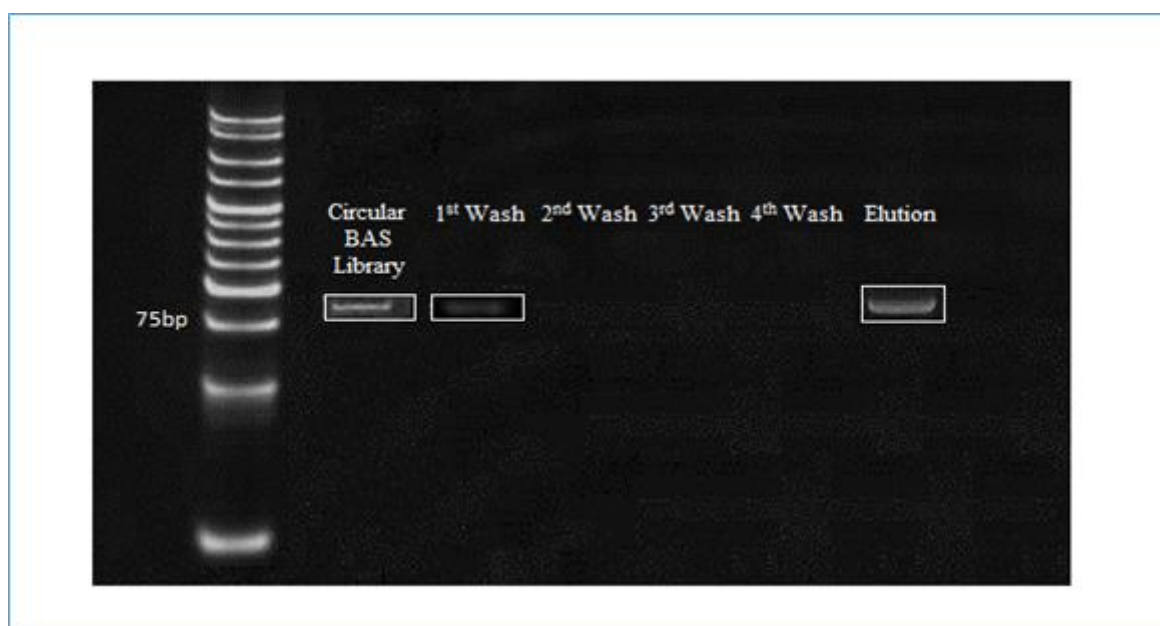 Circular
BAS
Library
1st Wash
2nd Wash
3rd Wash
4th Wash
Elution
75bp